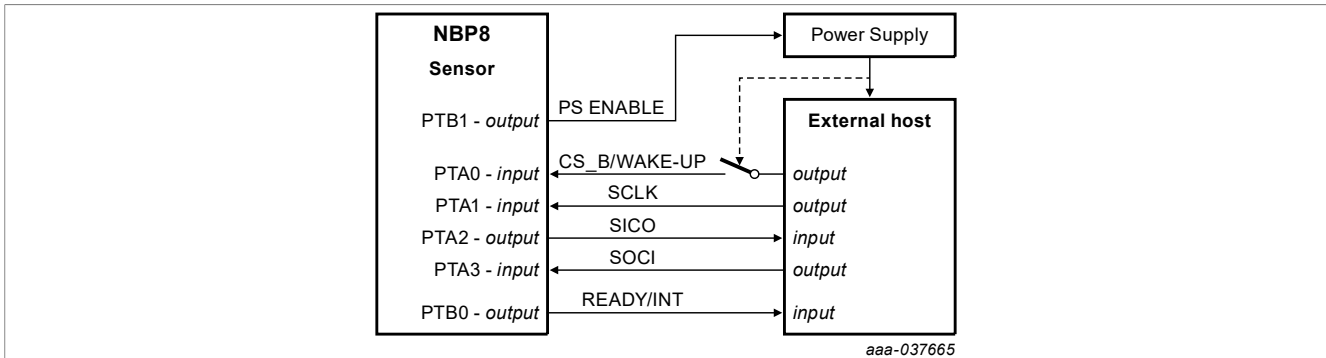 NBP8
Sensor
Power Supply
PTB1 - output
PS ENABLE
External host
PTA0 - input
CS_B/WAKE-UP
output
PTA1 - input
SCLK
output
PTA2 - output
SICO
input
PTA3 - input
SOCI
output
PTB0 - output
READY/INT
input
aaa-037665